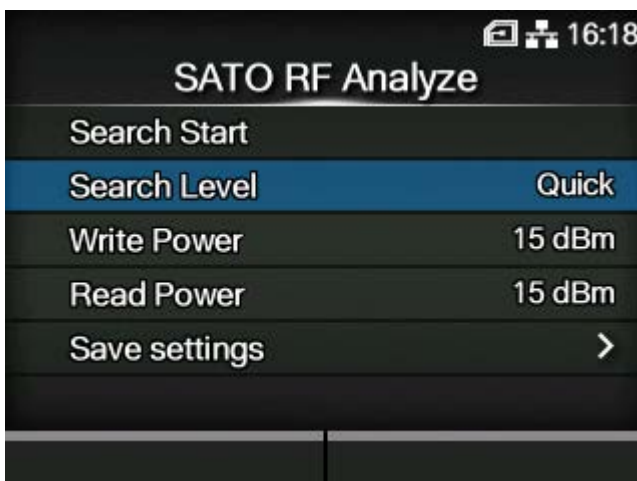 16:18
SATO RF Analyze
Search Start
Search Level Quick
Write Power 15 dBm
Read Power 15 dBm
Save settings >